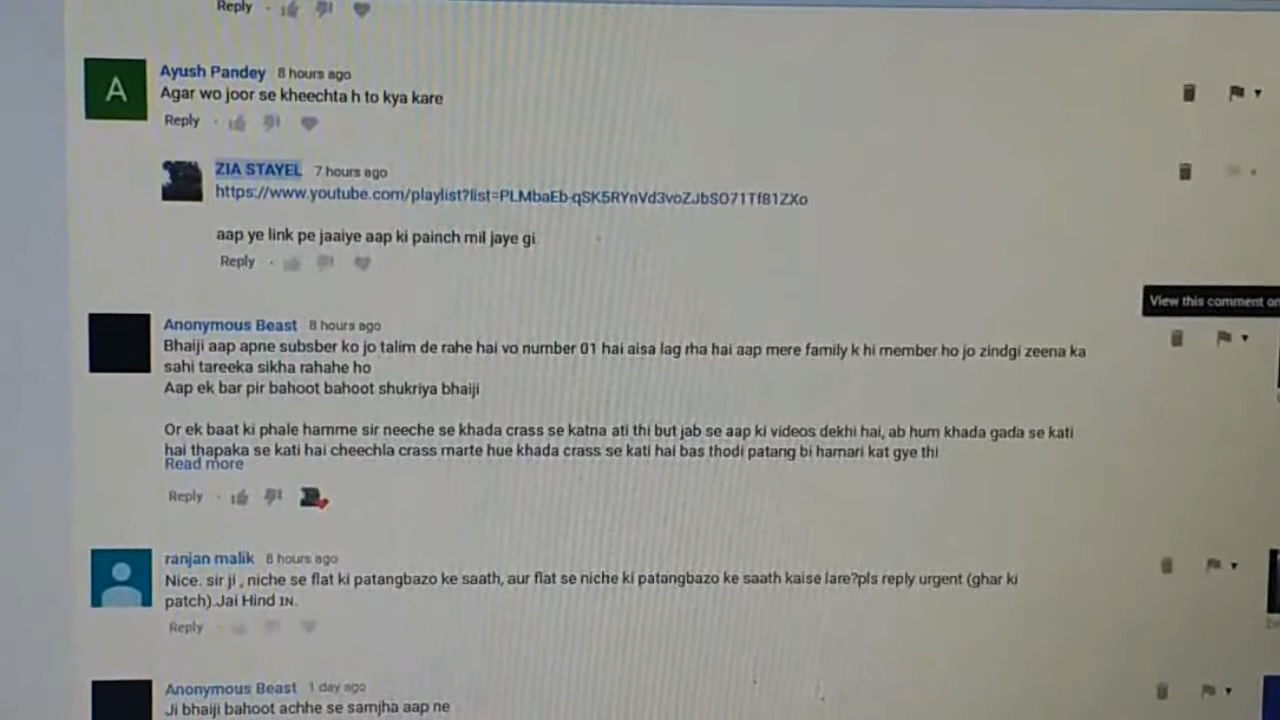 Reply
A
Ayush Pandey 8 hours ago
Agar wo joor se kheechta h to kya kare
Reply
ZIA STAYEL 7 hours ago
https://www.youtube.com/playlist?list=PLMbaEb-qSK5RYnVd3voZJbSO71Tf81ZXo
aap ye link pe jaaiye aap ki painch mil jaye gi
Reply
View this comment on
Anonymous Beast 8 hours ago
Bhaiji aap apne subsber ko jo talim de rahe hai vo number 01 hai aisa lag rha hai aap mere family k hi member ho jo zindgi zeena ka
sahi tareeka sikha rahahe ho
Aap ek bar pir bahoot bahoot shukriya bhaiji
Or ek baat ki phale hamme sir neeche se khada crass se katna ati thi but jab se aap ki videos dekhi hai, ab hum khada gada se kati
hai thapaka se kati hai cheechla crass marte hue khada crass se kati hai bas thodi patang bi hamari kat gye thi
Read more
Reply
ranjan malik 8 hours ago
Nice. sir ji , niche se flat ki patangbazo ke saath, aur flat se niche ki patangbazo ke saath kaise lare?pls reply urgent (ghar ki
patch).Jai Hind IN.
Reply
Anonymous Beast 1 day ago
Ji bhaiji bahoot achhe se samjha aap ne